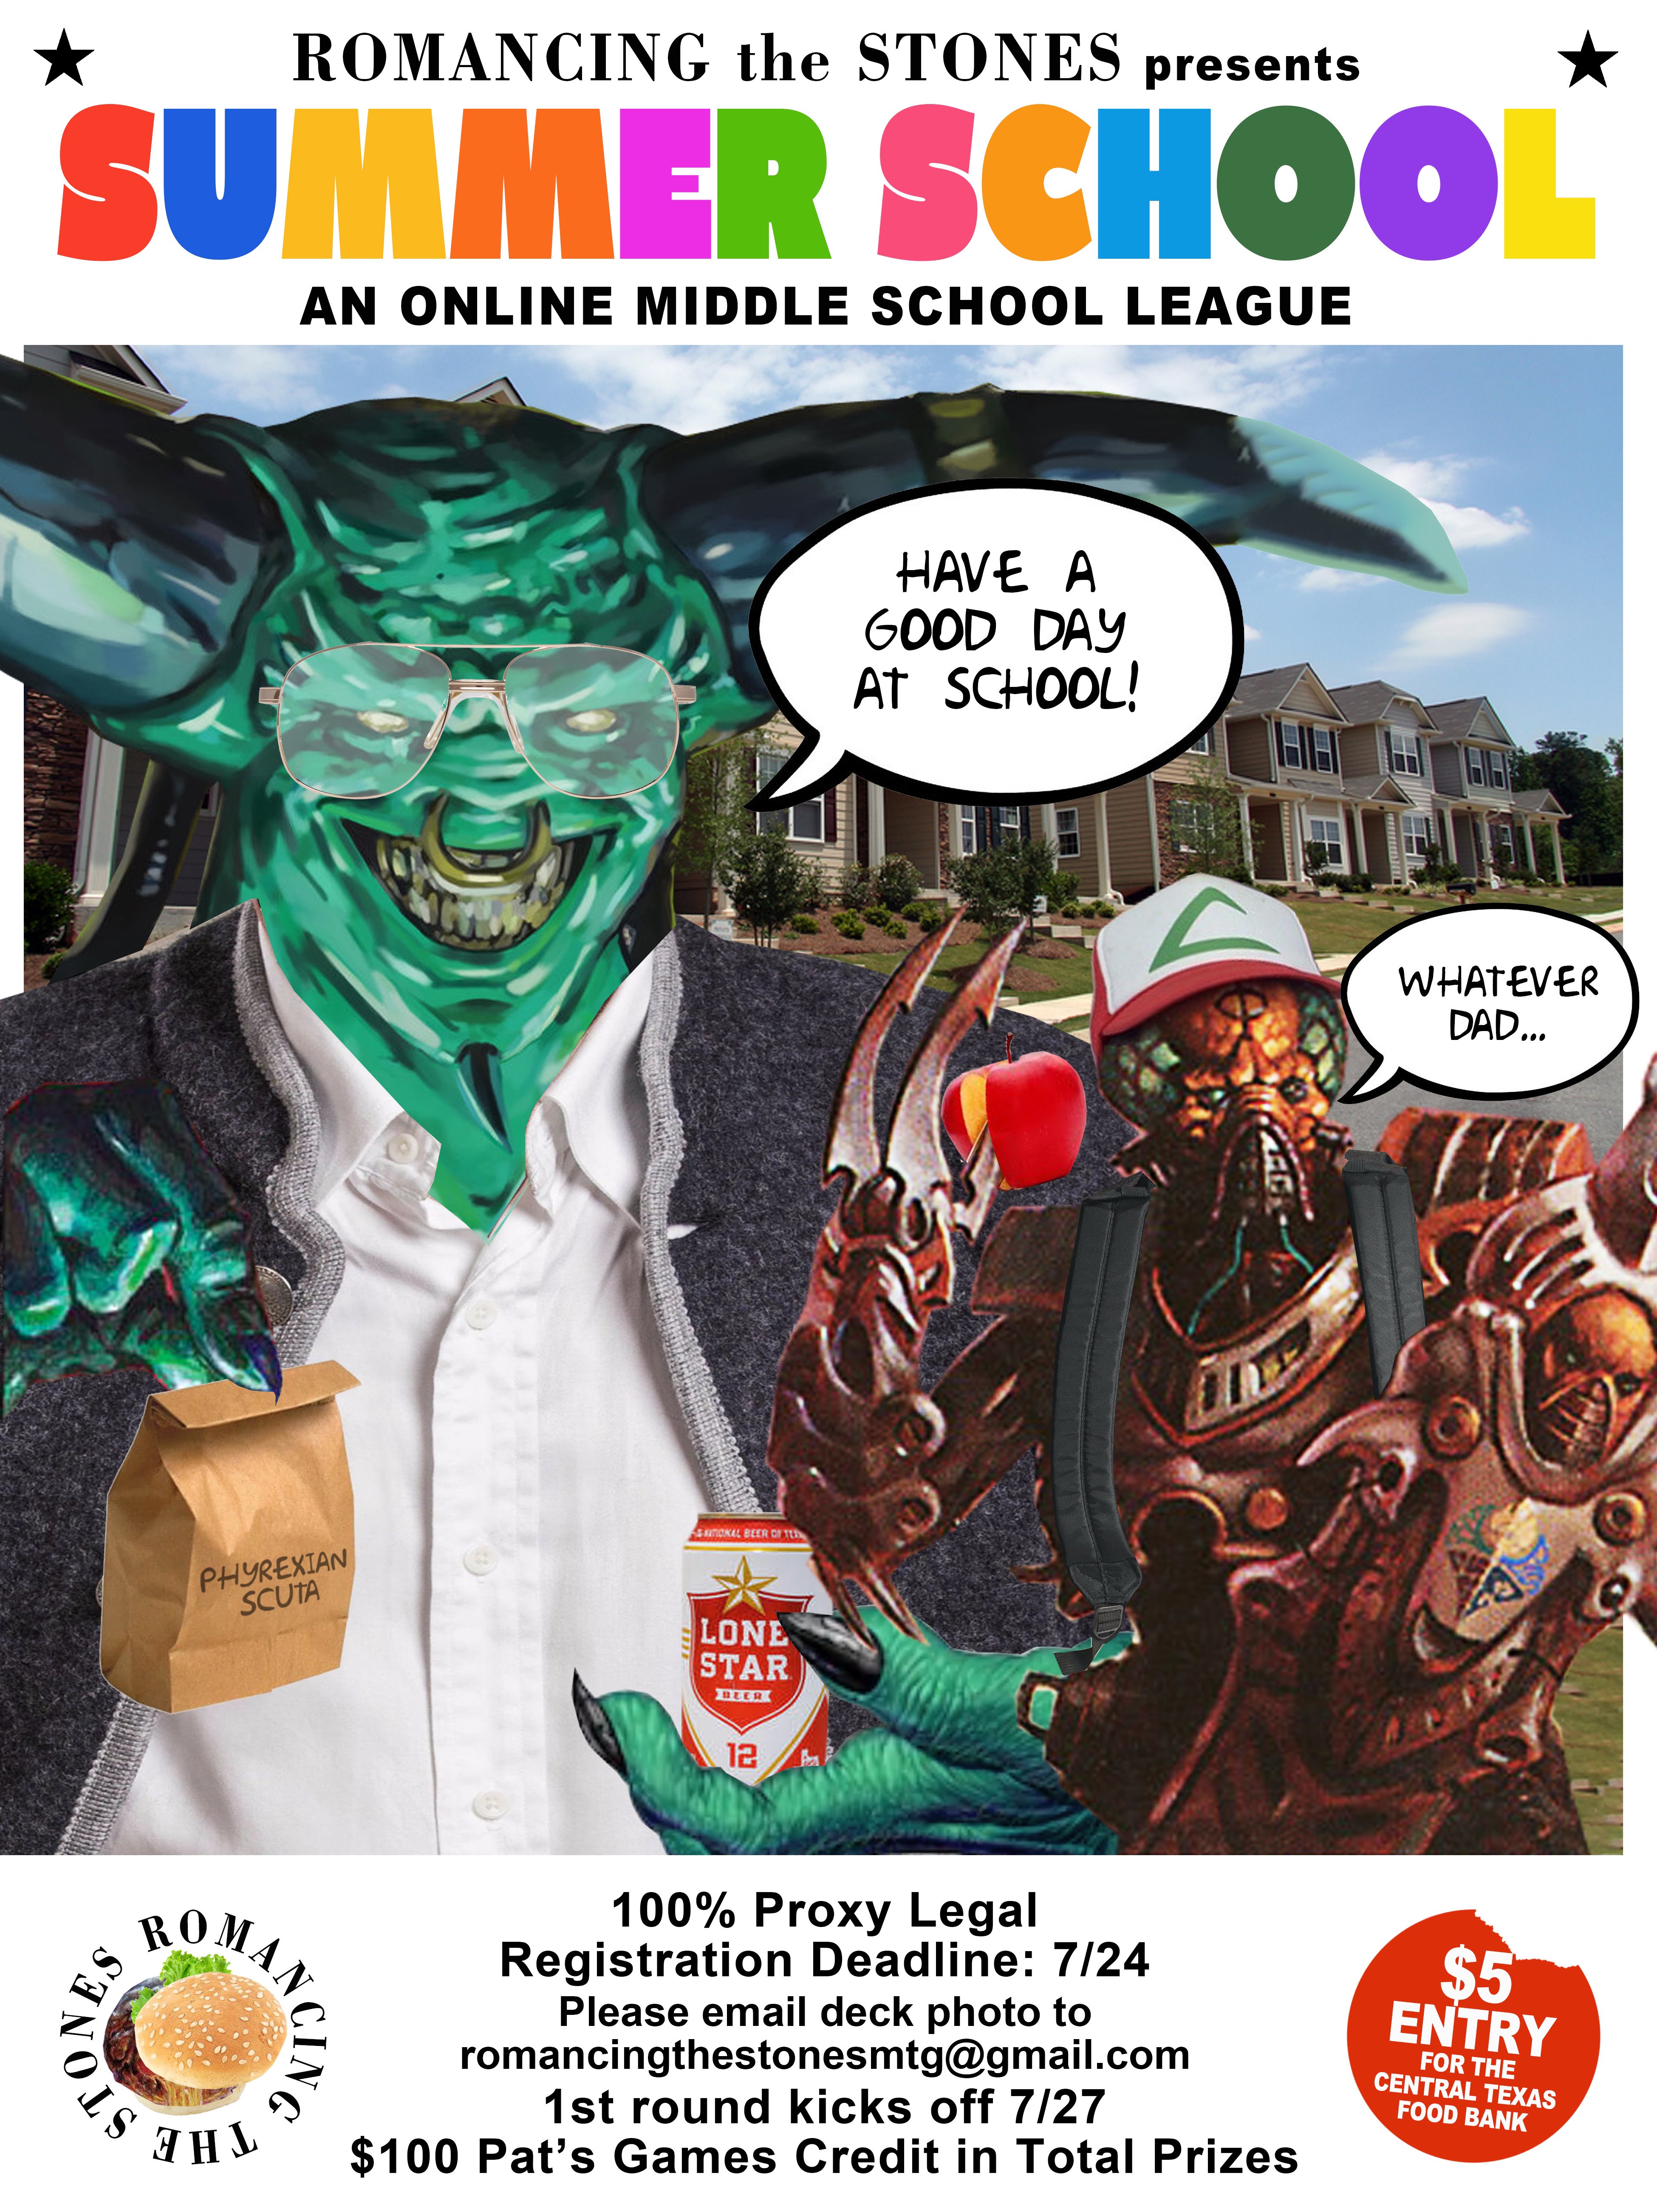 ROMANCING the STONES presents
SUMMER SCHOOL
AN ONLINE MIDDLE SCHOOL LEAGUE
HAVE A
GOOD DAY
AT SCHOOL!
WHATEVER
DAD...
PHYREXIAN
SCUTA
NATIONAL BEER OF
LONE
STAR
BEER
12
100% Proxy Legal
Registration Deadline: 7/24
Please email deck photo to
romancingthestonesmtg@gmail.com
1st round kicks off 7/27
$100 Pat’s Games Credit in Total Prizes
ROMANCING THE STONES
$5
ENTRY
FOR THE
CENTRAL TEXAS
FOOD BANK